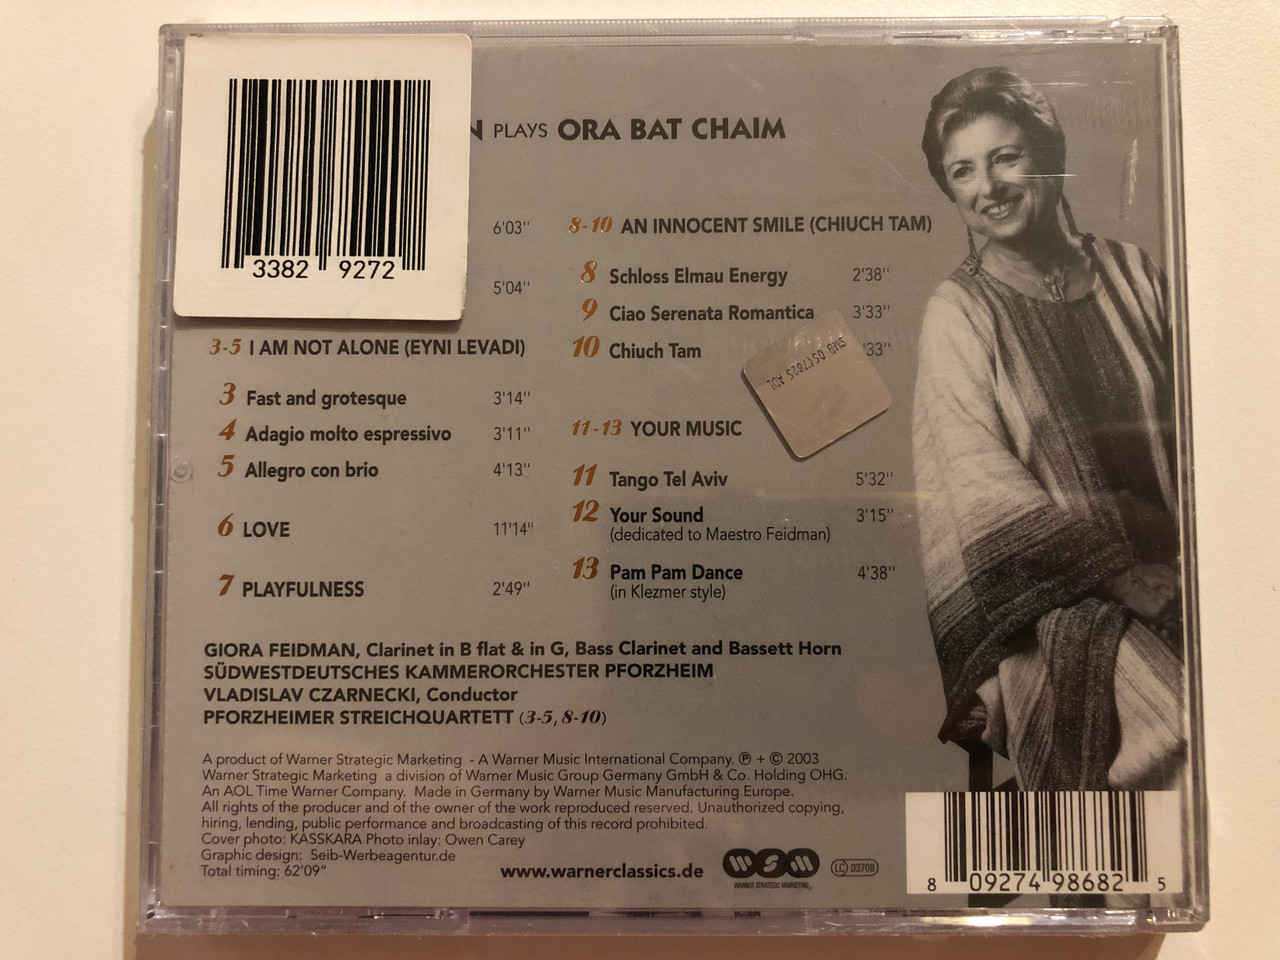 3382 9272
N PLAYS ORA BAT CHAIM
6'03''
5'04''
3-5 I AM NOT ALONE (EYNI LEVADI)
3 Fast and grotesque 3'14''
4 Adagio molto espressivo 3'11''
5 Allegro con brio 4'13''
6 LOVE 11'14''
7 PLAYFULNESS 2'49''
8-10 AN INNOCENT SMILE (CHIUCH TAM)
8 Schloss Elmau Energy 2'38''
9 Ciao Serenata Romantica 3'33''
10 Chiuch Tam '33''
11-13 YOUR MUSIC
11 Tango Tel Aviv 5'32''
12 Your Sound 3'15''
(dedicated to Maestro Feidman)
13 Pam Pam Dance 4'38''
(in Klezmer style)
GIORA FEIDMAN, Clarinet in B flat & in G, Bass Clarinet and Bassett Horn
SÜDWESTDEUTSCHES KAMMERORCHESTER PFORZHEIM
VLADISLAV CZARNECKI, Conductor
PFORZHEIMER STREICHQUARTETT (3-5, 8-10)
A product of Warner Strategic Marketing - A Warner Music International Company. ℗ + © 2003
Warner Strategic Marketing a division of Warner Music Group Germany GmbH & Co. Holding OHG.
An AOL Time Warner Company. Made in Germany by Warner Music Manufacturing Europe.
All rights of the producer and of the owner of the work reproduced reserved. Unauthorized copying,
hiring, lending, public performance and broadcasting of this record prohibited.
Cover photo: KASSKARA Photo inlay: Owen Carey
Graphic design: Seib-Werbeagentur.de
Total timing: 62'09"
www.warnerclassics.de
WSM
WARNER STRATEGIC MARKETING
LC 03708
8 09274 98682 5